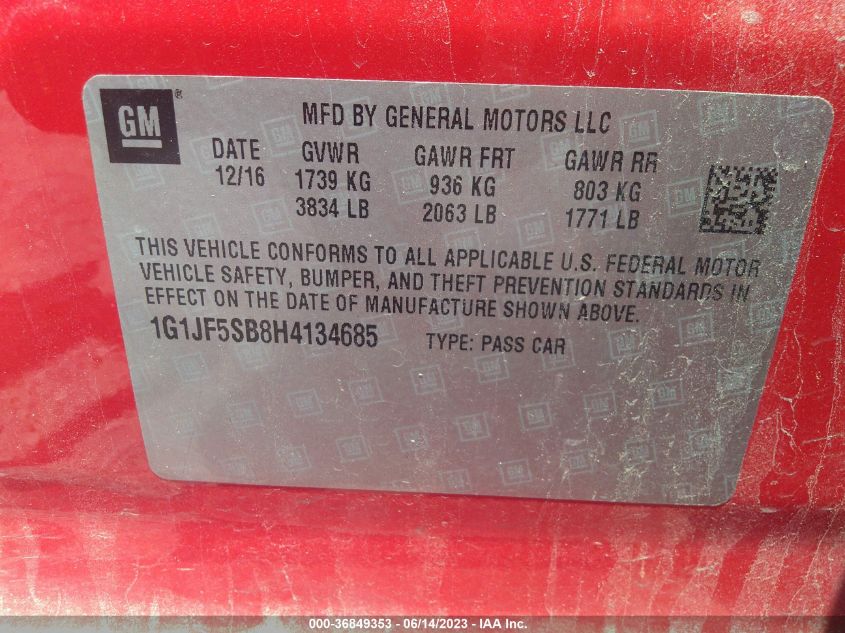 GM®
MFD BY GENERAL MOTORS LLC
DATE GVWR GAWR FRT GAWR RR
12/16 1739 KG 936 KG 803 KG
3834 LB 2063 LB 1771 LB
THIS VEHICLE CONFORMS TO ALL APPLICABLE U.S. FEDERAL MOTOR
VEHICLE SAFETY, BUMPER, AND THEFT PREVENTION STANDARDS IN
EFFECT ON THE DATE OF MANUFACTURE SHOWN ABOVE.
1G1JF5SB8H4134685 TYPE: PASS CAR
000-36849353 - 06/14/2023 - IAA Inc.